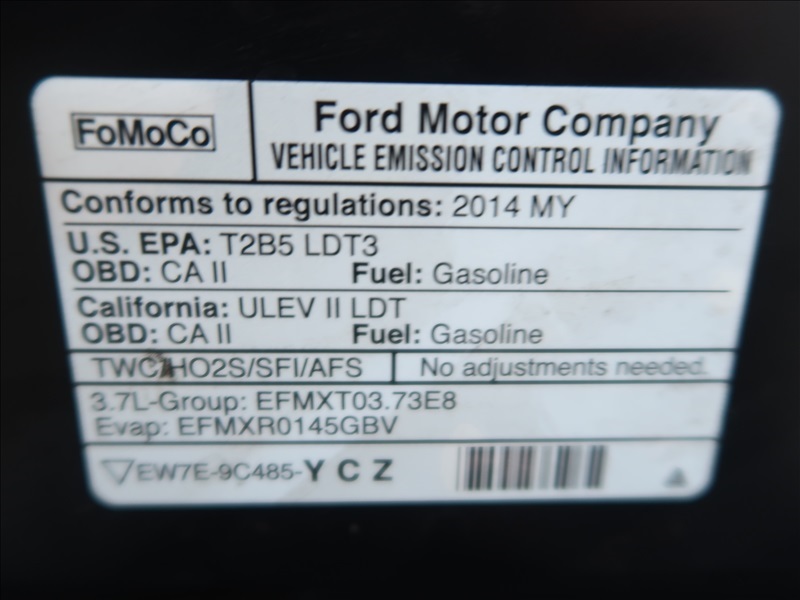 FoMoCo
Ford Motor Company
VEHICLE EMISSION CONTROL INFORMATION
Conforms to regulations: 2014 MY
U.S. EPA: T2B5 LDT3
OBD: CA II Fuel: Gasoline
California: ULEV II LDT
OBD: CA II Fuel: Gasoline
TWC/HO2S/SFI/AFS No adjustments needed.
3.7L-Group: EFMXT03.73E8
Evap: EFMXR0145GBV
EW7E-9C485-Y C Z